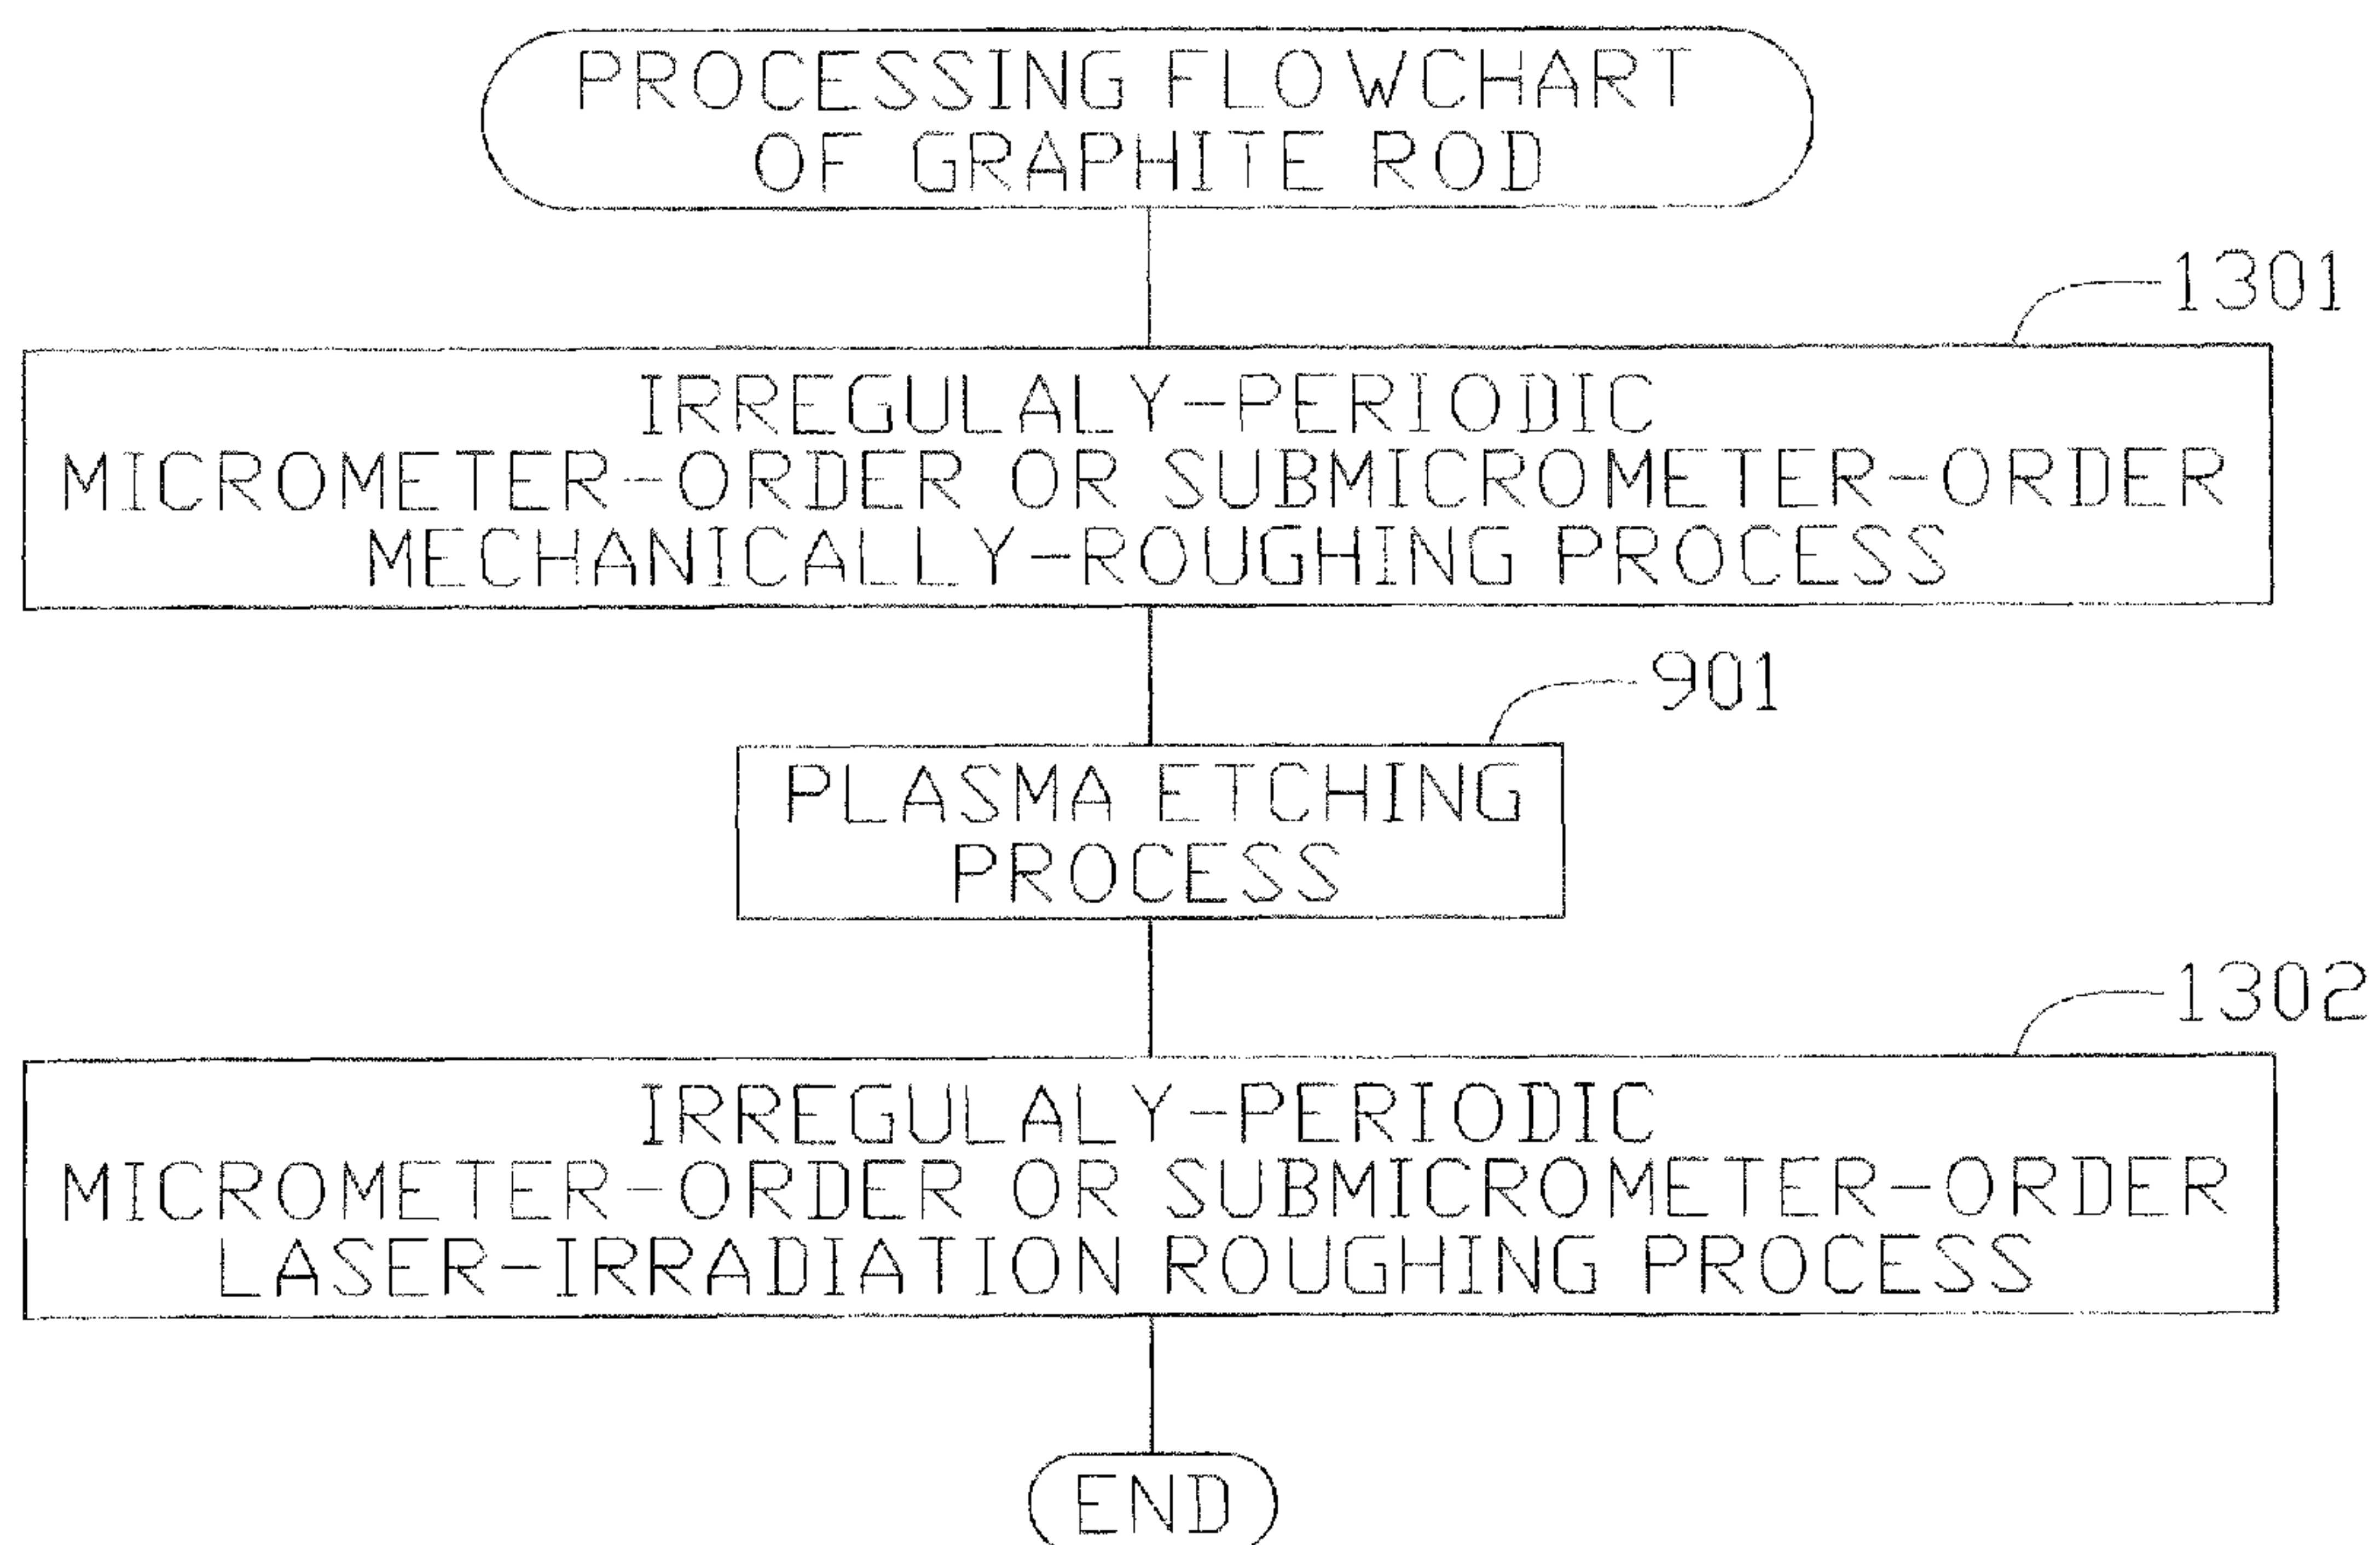 PROCESSING FLOWCHART
OF GRAPHITE ROD
1301
IRREGULALY-PERIODIC
MICROMETER-ORDER OR SUBMICROMETER-ORDER
MECHANICALLY-ROUGHING PROCESS
901
PLASMA ETCHING
PROCESS
1302
IRREGULALY-PERIODIC
MICROMETER-ORDER OR SUBMICROMETER-ORDER
LASER-IRRADIATION ROUGHING PROCESS
END